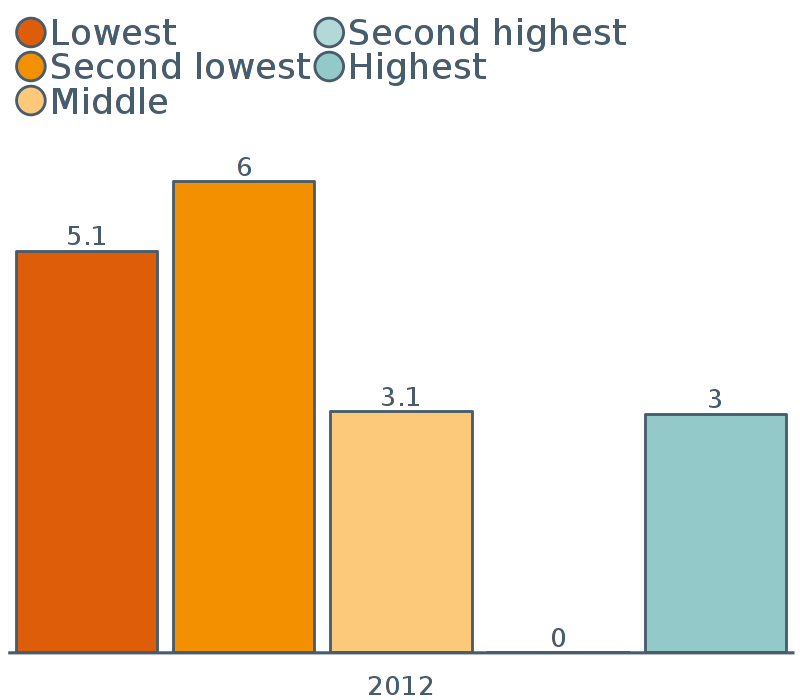 Lowest
Second lowest
Middle
Second highest
Highest
6
5.1
3.1
3
0
2012